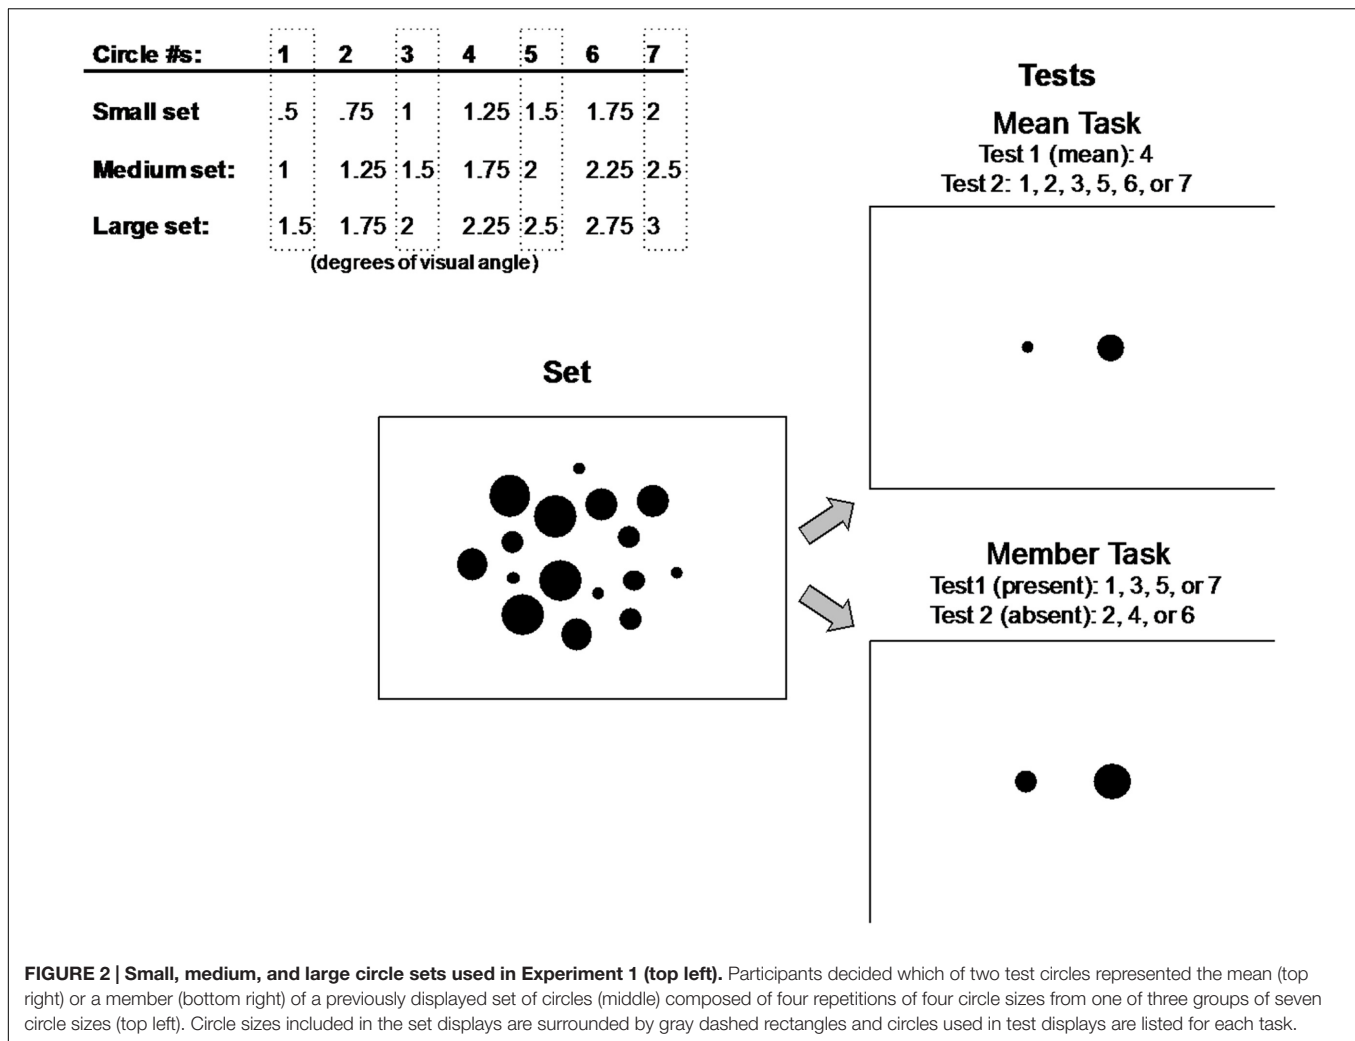 Circle #s: 1 2 3 4 5 6 7
Small set .5 .75 1 1.25 1.5 1.75 2
Medium set: 1 1.25 1.5 1.75 2 2.25 2.5
Large set: 1.5 1.75 2 2.25 2.5 2.75 3
(degrees of visual angle)
Tests
Mean Task
Test 1 (mean): 4
Test 2: 1, 2, 3, 5, 6, or 7
Set
Member Task
Test1 (present): 1, 3, 5, or 7
Test 2 (absent): 2, 4, or 6
FIGURE 2 | Small, medium, and large circle sets used in Experiment 1 (top left). Participants decided which of two test circles represented the mean (top
right) or a member (bottom right) of a previously displayed set of circles (middle) composed of four repetitions of four circle sizes from one of three groups of seven
circle sizes (top left). Circle sizes included in the set displays are surrounded by gray dashed rectangles and circles used in test displays are listed for each task.